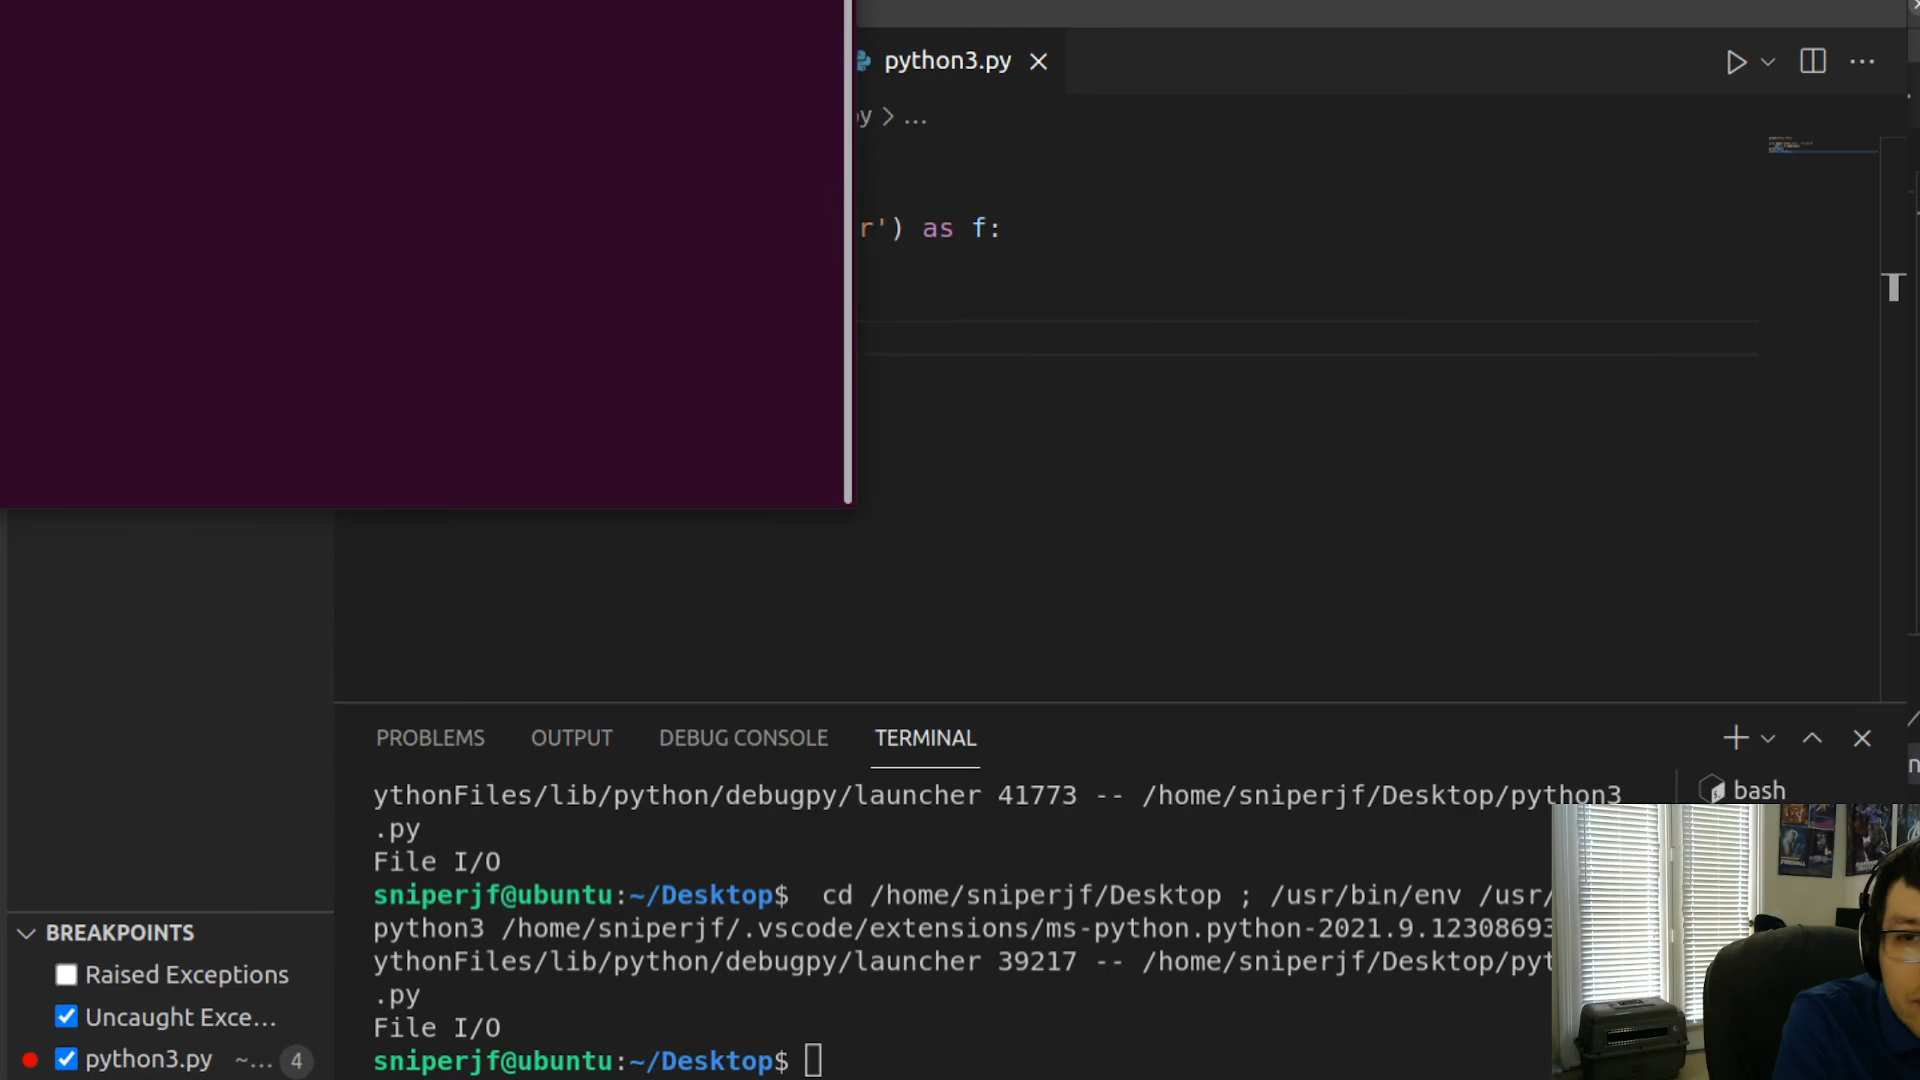 python3.py
y > ...
r') as f:
PROBLEMS
OUTPUT
DEBUG CONSOLE
TERMINAL
ythonFiles/lib/python/debugpy/launcher 41773 -- /home/sniperjf/Desktop/python3
.py
File I/O
sniperjf@ubuntu:~/Desktop$  cd /home/sniperjf/Desktop ; /usr/bin/env /usr/
python3 /home/sniperjf/.vscode/extensions/ms-python.python-2021.9.12308693
ythonFiles/lib/python/debugpy/launcher 39217 -- /home/sniperjf/Desktop/pyt
.py
File I/O
sniperjf@ubuntu:~/Desktop$
bash
BREAKPOINTS
Raised Exceptions
Uncaught Exce...
python3.py ~... 4